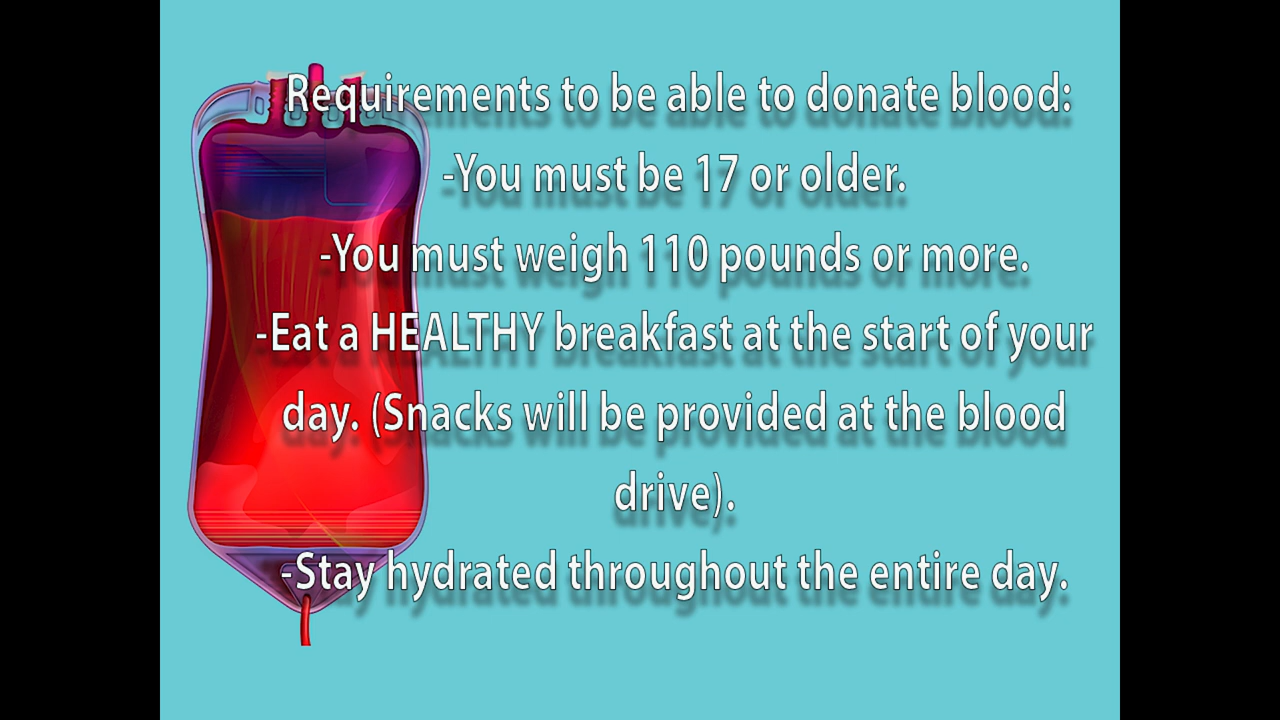 Requirements to be able to donate blood:
-You must be 17 or older.
-You must weigh 110 pounds or more.
-Eat a HEALTHY breakfast at the start of your
day. (Snacks will be provided at the blood
drive).
-Stay hydrated throughout the entire day.